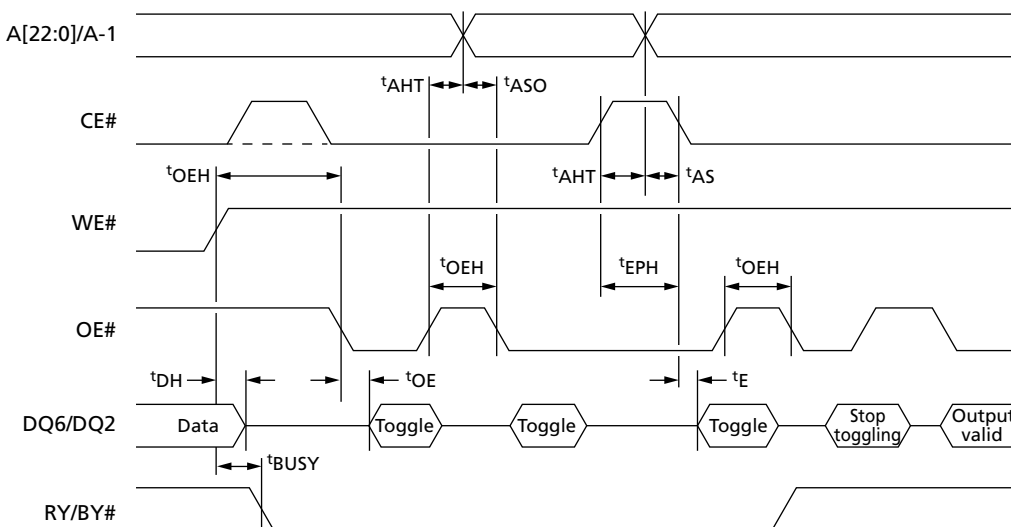 A[22:0]/A-1
tAHT tASO
CE#
tOEH tAHT tAS
WE#
tOEH tEPH tOEH
OE#
tDH tOE tE
DQ6/DQ2 Data Toggle Toggle Toggle Stop toggling Output valid
tBUSY
RY/BY#